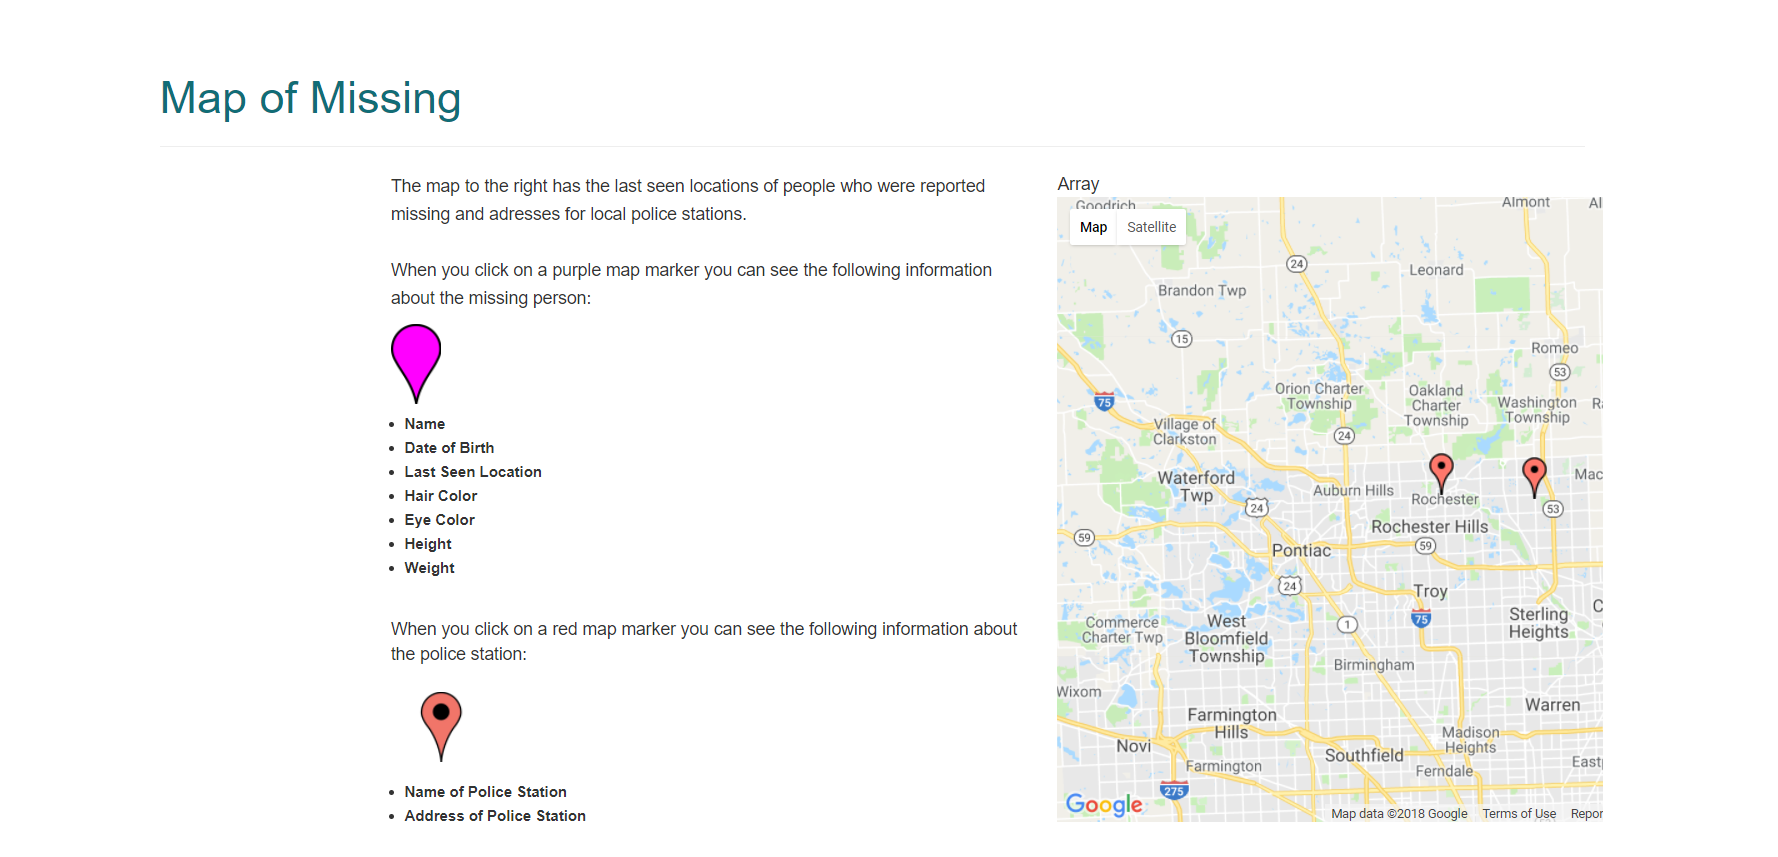 Map of Missing
The map to the right has the last seen locations of people who were reported
missing and adresses for local police stations.
When you click on a purple map marker you can see the following information
about the missing person:
Name
Date of Birth
Last Seen Location
Hair Color
Eye Color
Height
Weight
When you click on a red map marker you can see the following information about
the police station:
Name of Police Station
Address of Police Station
Array
Goodrich
Almont
Al
Map
Satellite
24
Leonard
Brandon Twp
15
Romeo
53
Orion Charter
Township
Oakland
Charter
Township
Washington
Township
R
75
Village of
Clarkston
24
Waterford
Twp
Auburn Hills
Rochester
Mac
24
53
Rochester Hills
59
Pontiac
59
24
Troy
75
Sterling
Heights
C
Commerce
Charter Twp
West
Bloomfield
Township
1
Birmingham
Wixom
Warren
Farmington
Hills
Novi
Madison
Heights
Southfield
Farmington
Ferndale
East
275
Google
Map data ©2018 Google
Terms of Use
Repor